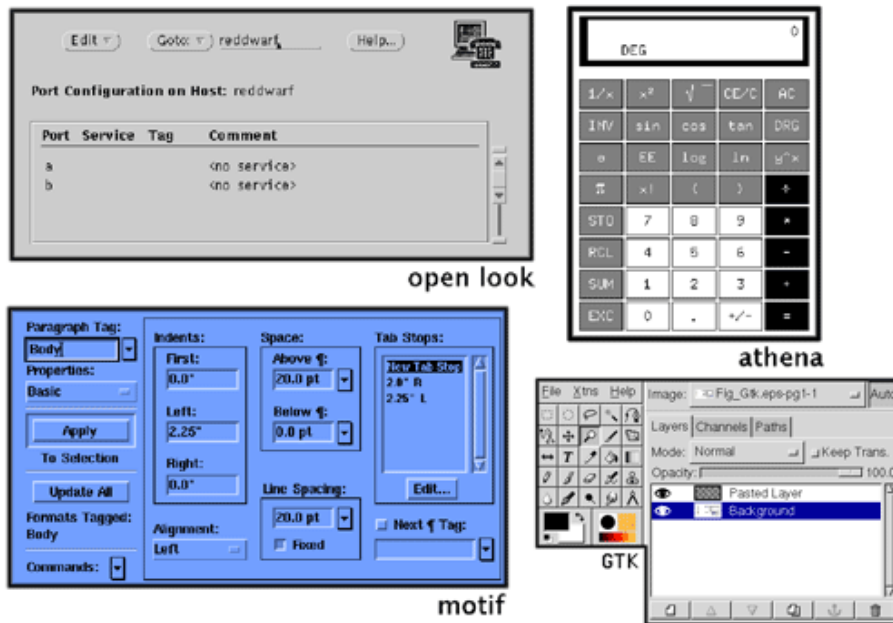 Edit
Goto: reddwarf
Help...
Port Configuration on Host: reddwarf
Port Service Tag Comment
a <no service>
b <no service>
open look
0
DEG
1/x x² √ CE/C AC
INV sin cos tan DRG
e EE log ln y^x
π x! ( ) ÷
STO 7 8 9 *
RCL 4 5 6 -
SUM 1 2 3 +
EXC 0 . +/- =
athena
Paragraph Tag:
Body
Properties:
Basic
Apply
To Selection
Update All
Formats Tagged:
Body
Commands:
Indents:
First:
0.0"
Left:
2.25"
Right:
0.0"
Alignment:
Left
Space:
Above ¶:
20.0 pt
Below ¶:
0.0 pt
Line Spacing:
20.0 pt
Fixed
Tab Stops:
New Tab Stop
2.0" R
2.25" L
Edit...
Next ¶ Tag:
motif
File Xtns Help
GTK
Image: Fig_Gtk.eps-pg1-1 Auto
Layers Channels Paths
Mode: Normal Keep Trans.
Opacity: 100.0
Pasted Layer
Background